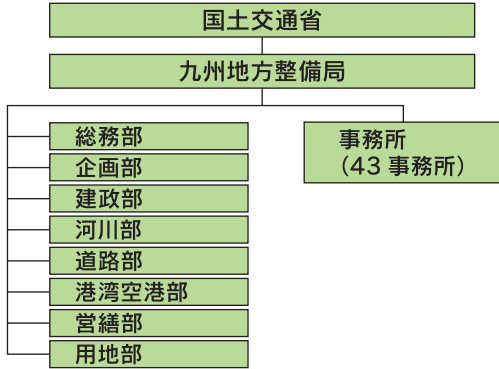 国土交通省
九州地方整備局
総務部
企画部
建政部
河川部
道路部
港湾空港部
営繕部
用地部
事務所
（43 事務所）